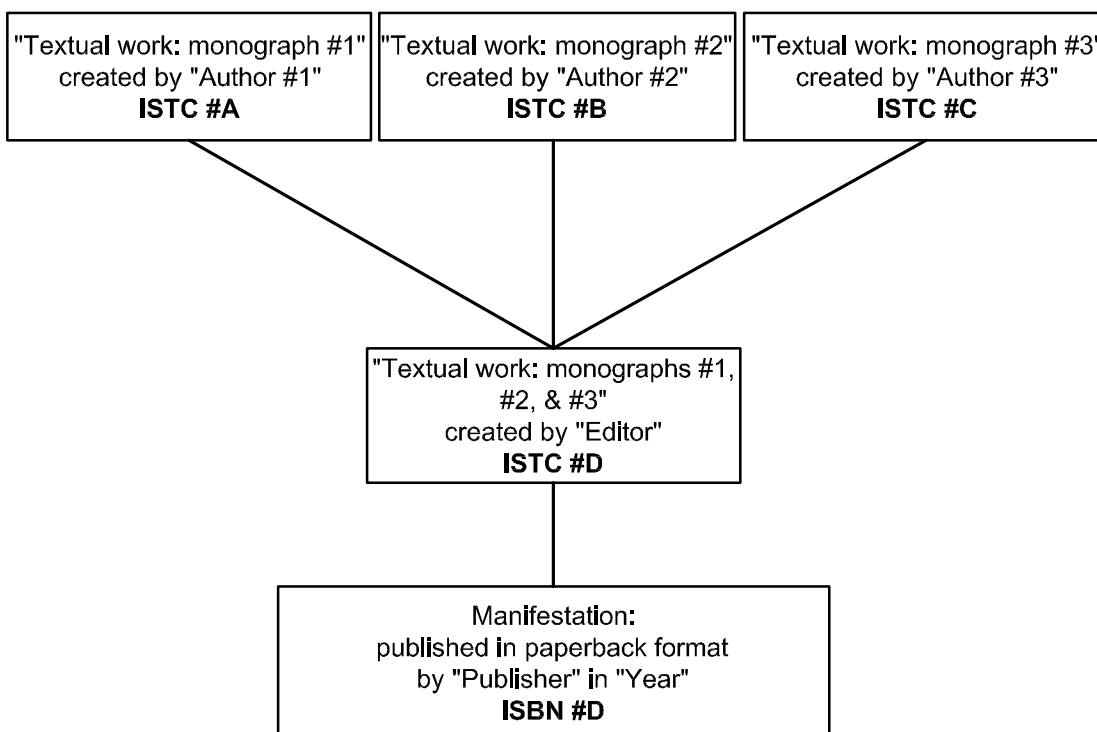 "Textual work: monograph #1"
created by "Author #1"
ISTC #A
"Textual work: monograph #2"
created by "Author #2"
ISTC #B
"Textual work: monograph #3"
created by "Author #3"
ISTC #C
"Textual work: monographs #1,
#2, & #3"
created by "Editor"
ISTC #D
Manifestation:
published in paperback format
by "Publisher" in "Year"
ISBN #D